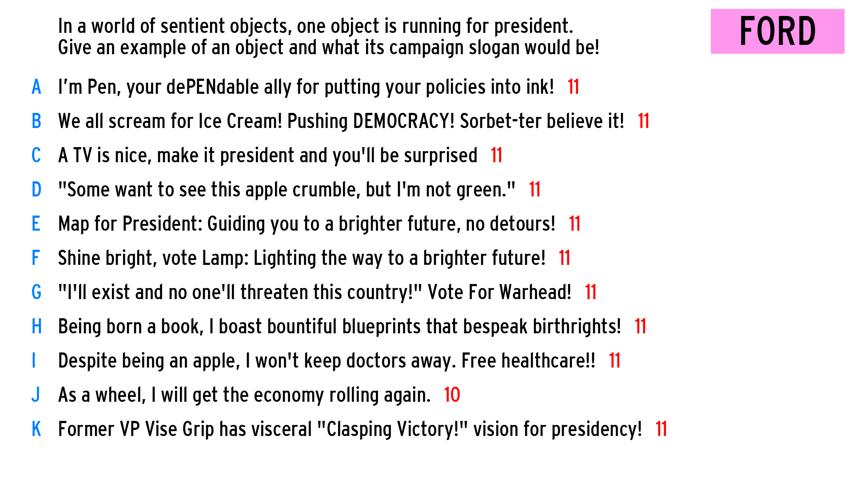 In a world of sentient objects, one object is running for president.
Give an example of an object and what its campaign slogan would be!
FORD
A I'm Pen, your dePENdable ally for putting your policies into ink! 11
B We all scream for Ice Cream! Pushing DEMOCRACY! Sorbet-ter believe it! 11
C A TV is nice, make it president and you'll be surprised 11
D "Some want to see this apple crumble, but I'm not green." 11
E Map for President: Guiding you to a brighter future, no detours! 11
F Shine bright, vote Lamp: Lighting the way to a brighter future! 11
G "I'll exist and no one'll threaten this country!" Vote For Warhead! 11
H Being born a book, I boast bountiful blueprints that bespeak birthrights! 11
I Despite being an apple, I won't keep doctors away. Free healthcare!! 11
J As a wheel, I will get the economy rolling again. 10
K Former VP Vise Grip has visceral "Clasping Victory!" vision for presidency! 11